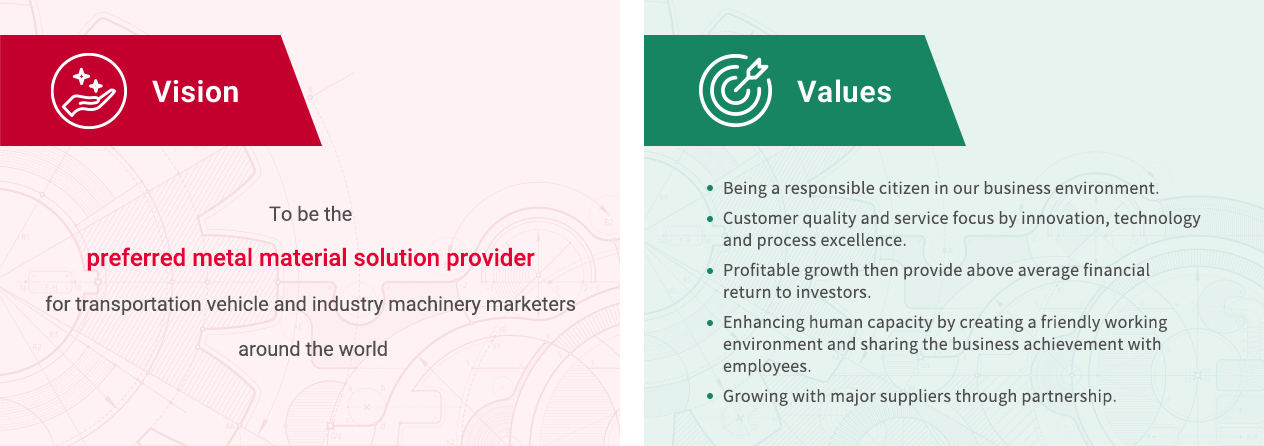 Vision
To be the
preferred metal material solution provider
for transportation vehicle and industry machinery marketers
around the world
Values
• Being a responsible citizen in our business environment.
• Customer quality and service focus by innovation, technology
and process excellence.
• Profitable growth then provide above average financial
return to investors.
• Enhancing human capacity by creating a friendly working
environment and sharing the business achievement with
employees.
• Growing with major suppliers through partnership.